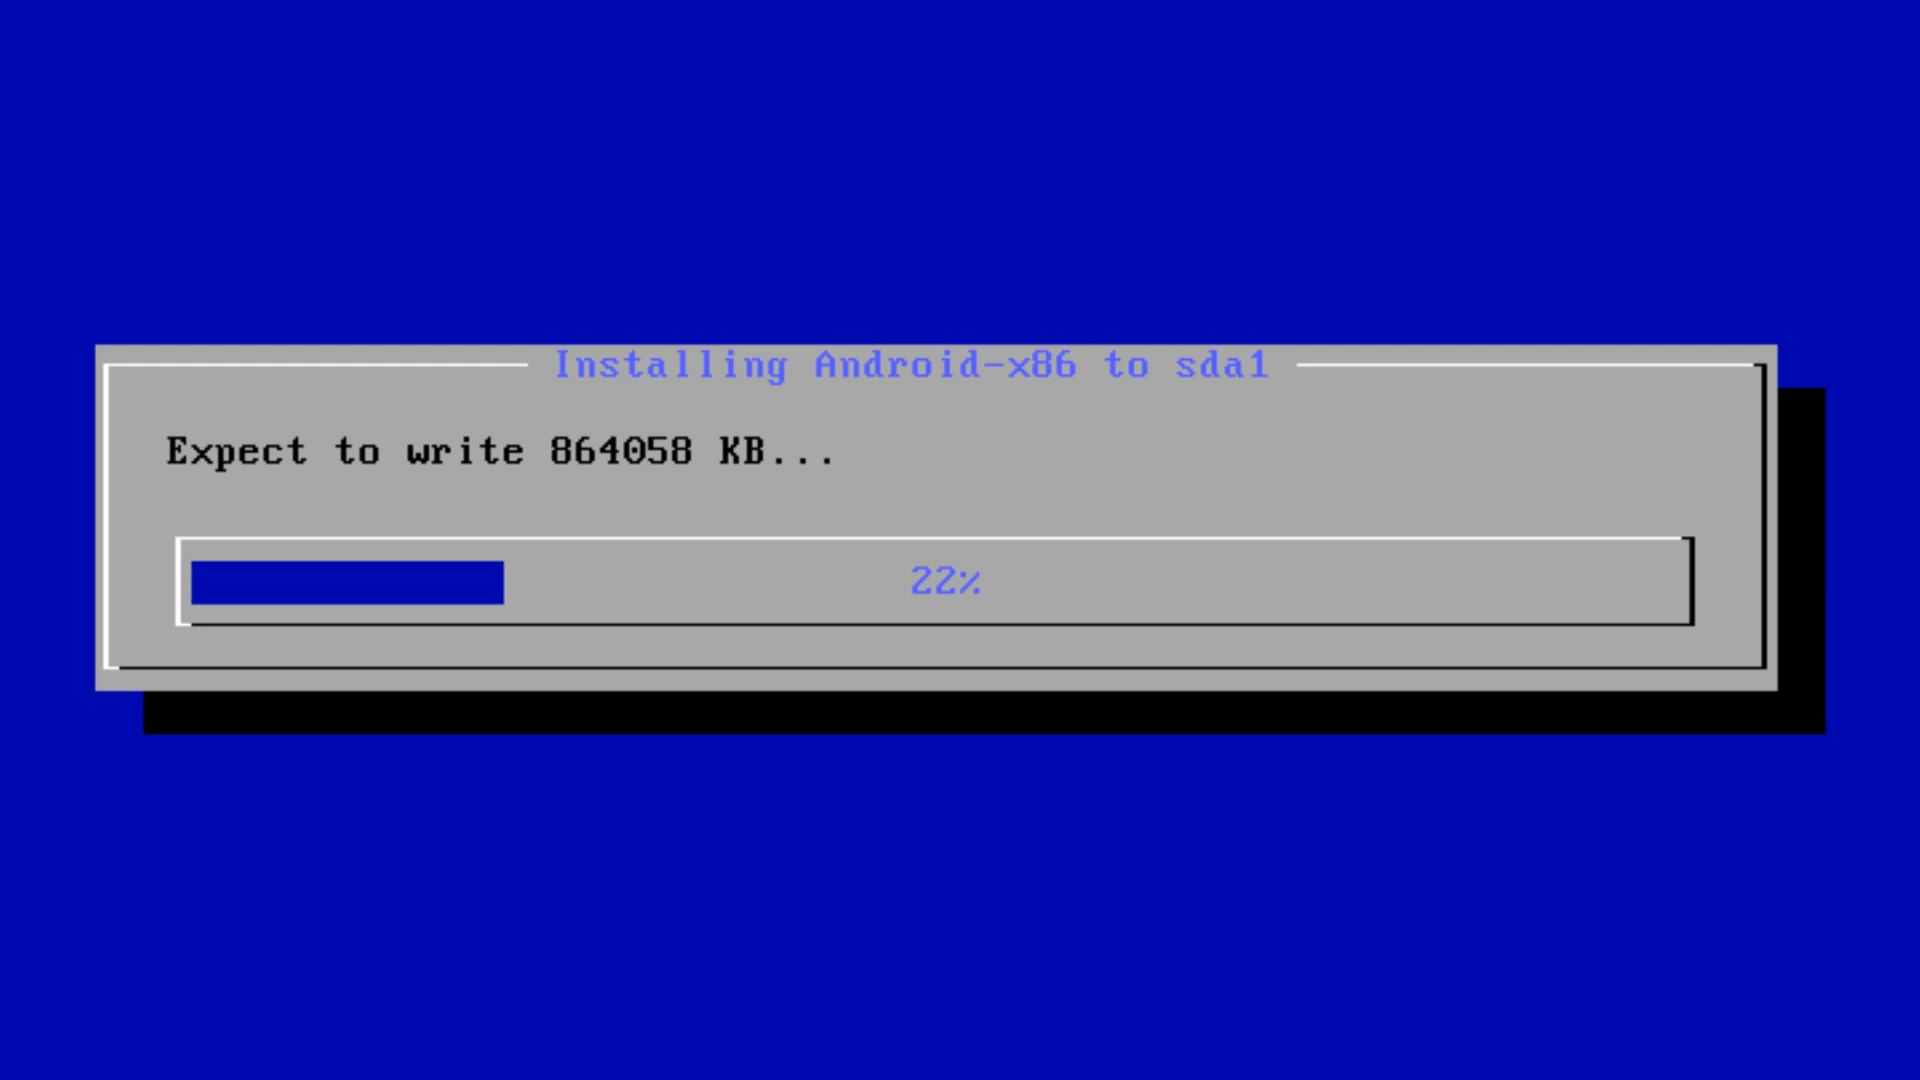 Installing Android-x86 to sda1
Expect to write 864058 KB...
22%